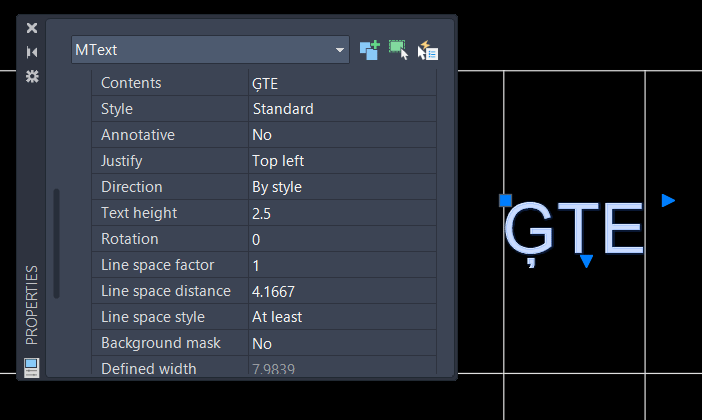 MText
Contents ĢTE
Style Standard
Annotative No
Justify Top left
Direction By style
Text height 2.5
Rotation 0
Line space factor 1
Line space distance 4.1667
Line space style At least
Background mask No
Defined width 7.9839
PROPERTIES
ĢTE